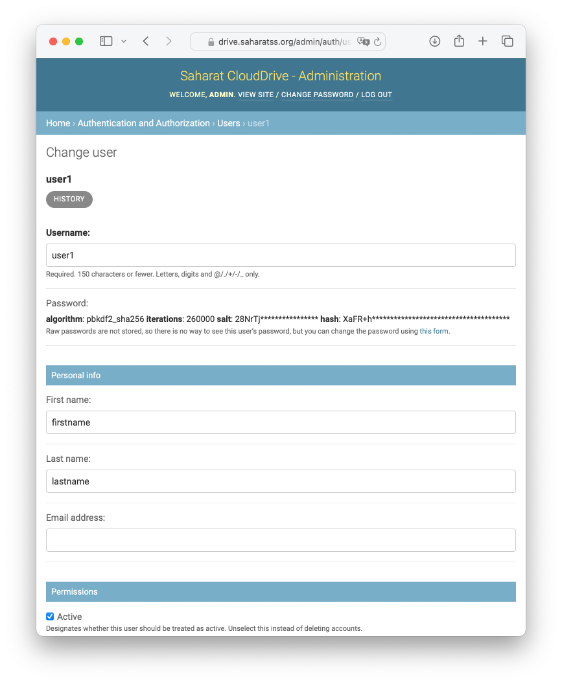 drive.saharatss.org/admin/auth/us
Saharat CloudDrive - Administration
WELCOME, ADMIN. VIEW SITE / CHANGE PASSWORD / LOG OUT
Home › Authentication and Authorization › Users › user1
Change user
user1
HISTORY
Username:
user1
Required. 150 characters or fewer. Letters, digits and @/./+/-/_ only.
Password:
algorithm: pbkdf2_sha256 iterations: 260000 salt: 28NrTj**************** hash: XaFR+h**************************************
Raw passwords are not stored, so there is no way to see this user's password, but you can change the password using this form.
Personal info
First name:
firstname
Last name:
lastname
Email address:
Permissions
Active
Designates whether this user should be treated as active. Unselect this instead of deleting accounts.